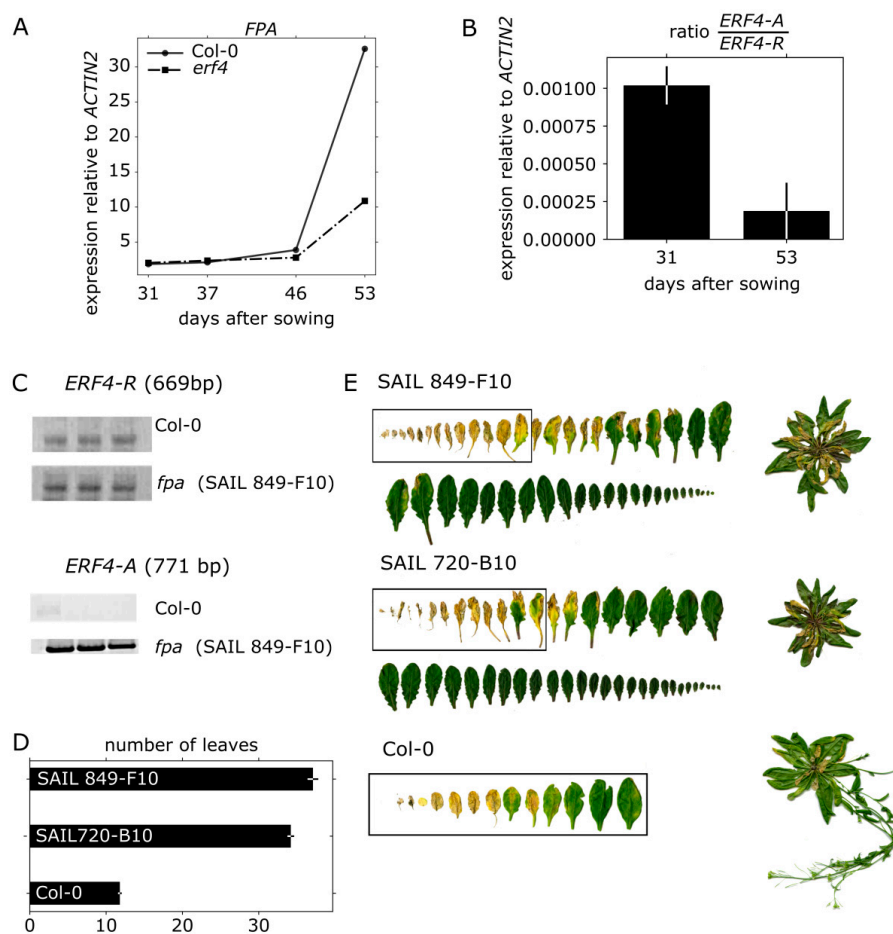 A
FPA
Col-0
erf4
expression relative to ACTIN2
30
25
20
15
10
5
31 37 46 53
days after sowing
B
ratio ERF4-A
ERF4-R
expression relative to ACTIN2
0.00100
0.00075
0.00050
0.00025
0.00000
31 53
days after sowing
C
ERF4-R (669bp)
Col-0
fpa (SAIL 849-F10)
ERF4-A (771 bp)
Col-0
fpa (SAIL 849-F10)
D
number of leaves
SAIL 849-F10
SAIL720-B10
Col-0
0 10 20 30
E
SAIL 849-F10
SAIL 720-B10
Col-0